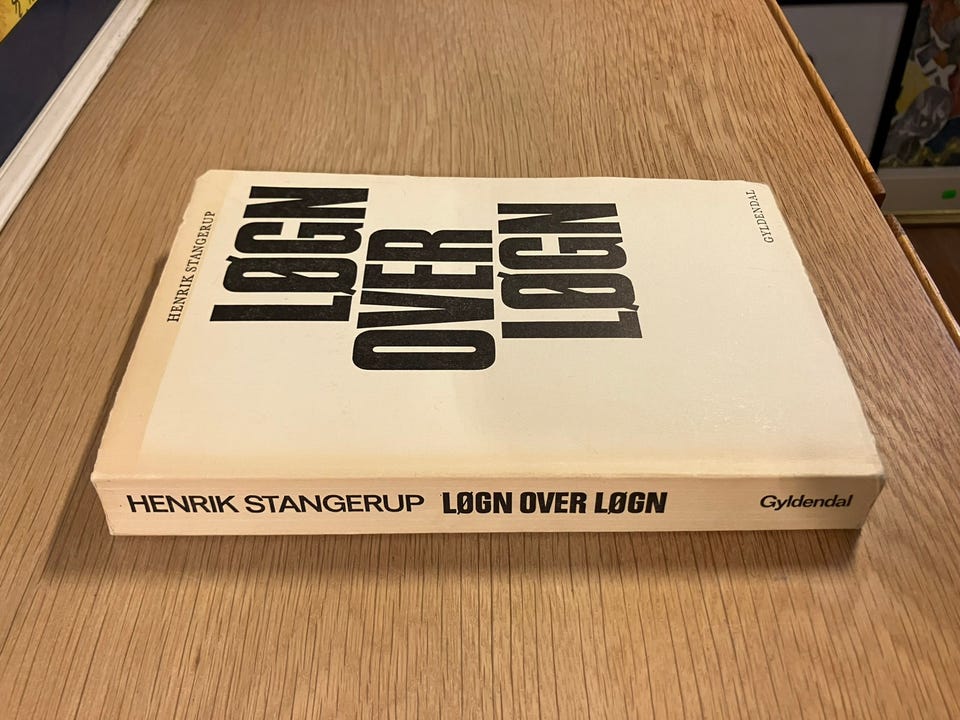 HENRIK STANGERUP
LØGN
OVER
LØGN
GYLDENDAL
HENRIK STANGERUP LØGN OVER LØGN Gyldendal